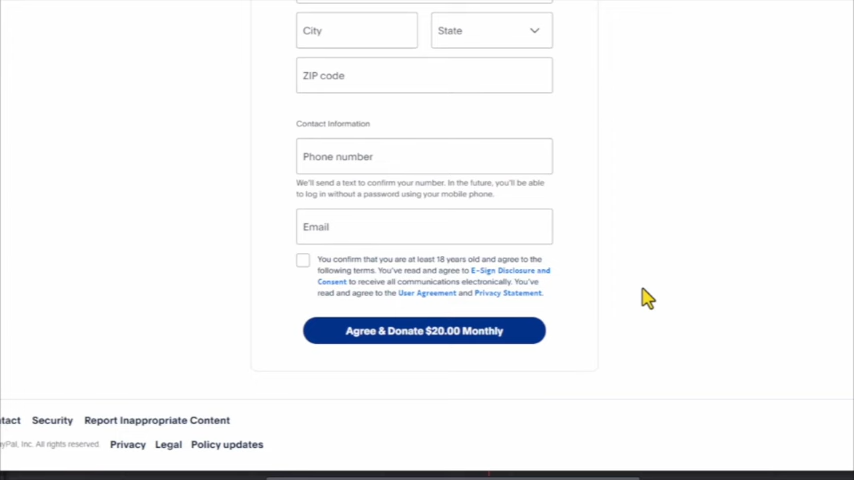 City
State
ZIP code
Contact Information
Phone number
We'll send a text to confirm your number. In the future, you'll be able
to log in without a password using your mobile phone.
Email
You confirm that you are at least 18 years old and agree to the
following terms. You've read and agree to E-Sign Disclosure and
Consent to receive all communications electronically. You've
read and agree to the User Agreement and Privacy Statement.
Agree & Donate $20.00 Monthly
Security Report Inappropriate Content
Inc. All rights reserved Privacy Legal Policy updates